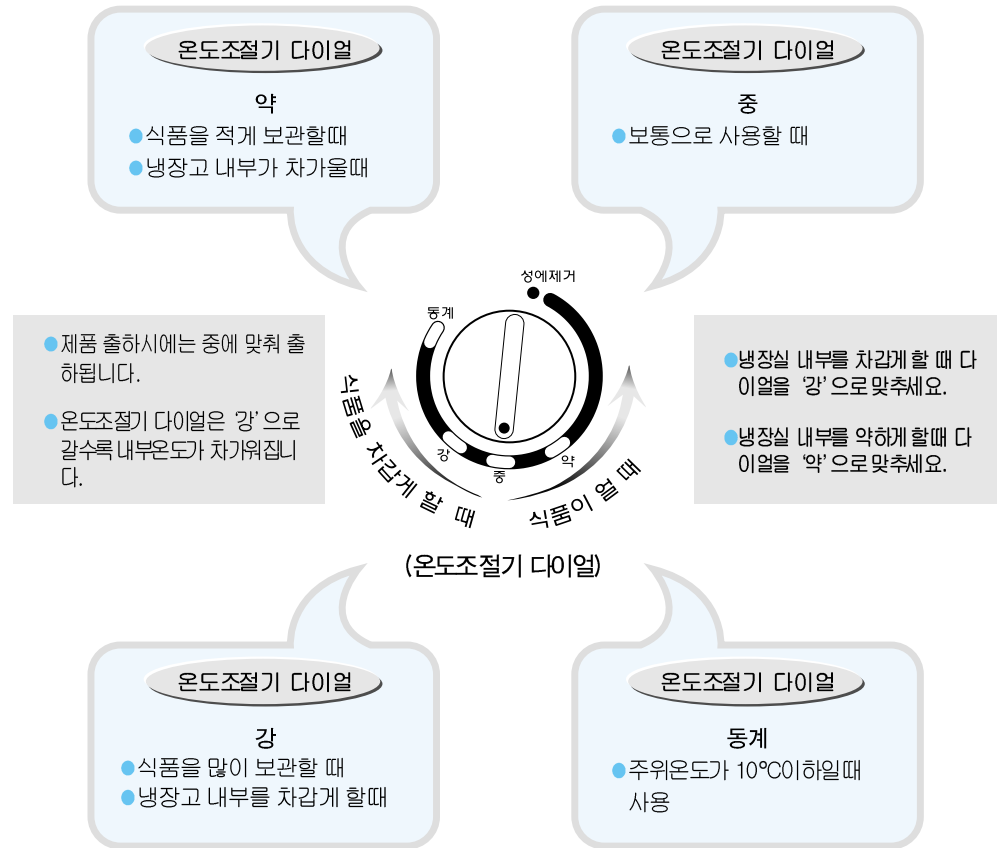 온도조절기 다이얼
약
●식품을 적게 보관할때
●냉장고 내부가 차가울때
온도조절기 다이얼
중
●보통으로 사용할 때
●제품 출하시에는 중에 맞춰 출
하됩니다.
●온도조절기 다이얼은 ‘강’으로
갈수록 내부온도가 차가워집니
다.
성에제거
동계
강
중
약
식품을 차갑게 할 때
식품이 얼 때
(온도조절기 다이얼)
●냉장실 내부를 차갑게 할 때 다
이얼을 ‘강’으로 맞추세요.
●냉장실 내부를 약하게 할때 다
이얼을 ‘약’으로 맞추세요.
온도조절기 다이얼
강
●식품을 많이 보관할 때
●냉장고 내부를 차갑게 할때
온도조절기 다이얼
동계
●주위온도가 10°C이하일때
사용